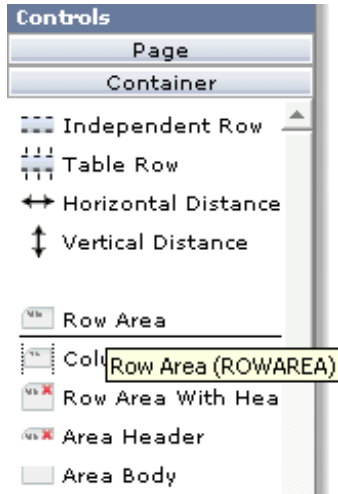 Controls
Page
Container
Independent Row
Table Row
Horizontal Distance
Vertical Distance
Row Area
Colu
Row Area (ROWAREA)
Row Area With Hea
Area Header
Area Body